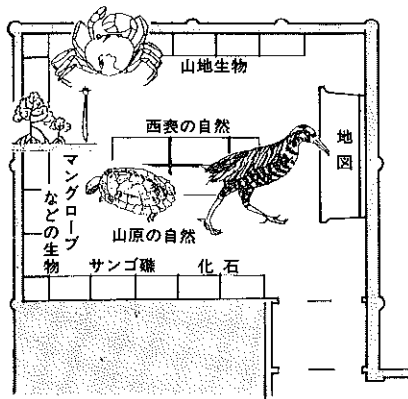 山地生物
西表の自然
地図
マングローブ
などの生物
山原の自然
サンゴ礁
化石